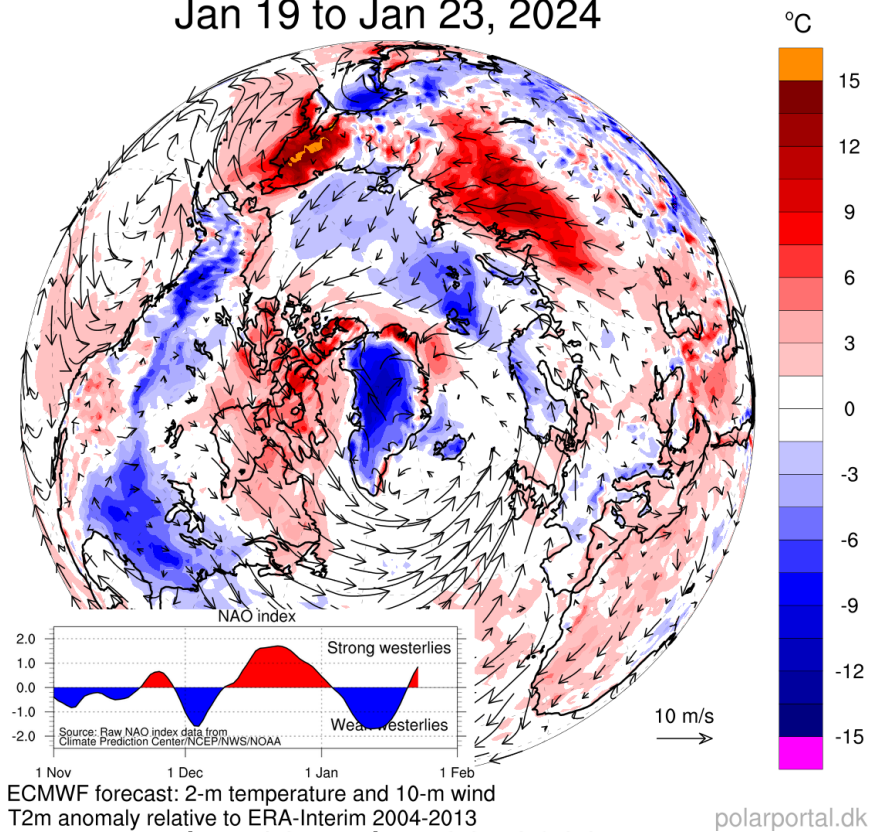 Jan 19 to Jan 23, 2024
°C
15
12
9
6
3
0
-3
-6
-9
-12
-15
NAO index
2.0
1.0
0.0
-1.0
-2.0
Strong westerlies
Weak westerlies
Source: Raw NAO index data from
Climate Prediction Center/NCEP/NWS/NOAA
1 Nov
1 Dec
1 Jan
1 Feb
10 m/s
ECMWF forecast: 2-m temperature and 10-m wind
T2m anomaly relative to ERA-Interim 2004-2013
polarportal.dk